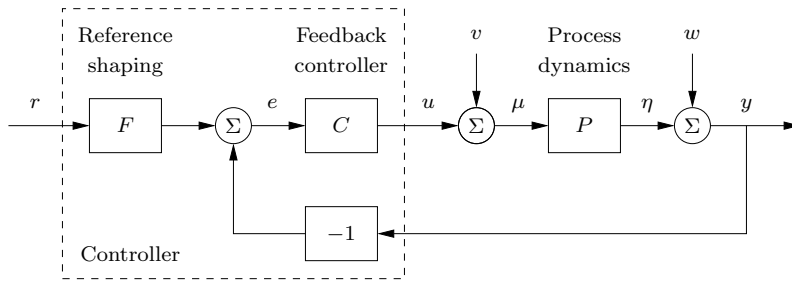 Reference
shaping
Feedback
controller
v
Process
dynamics
w
r
F
Σ
e
C
u
Σ
μ
P
η
Σ
y
−1
Controller